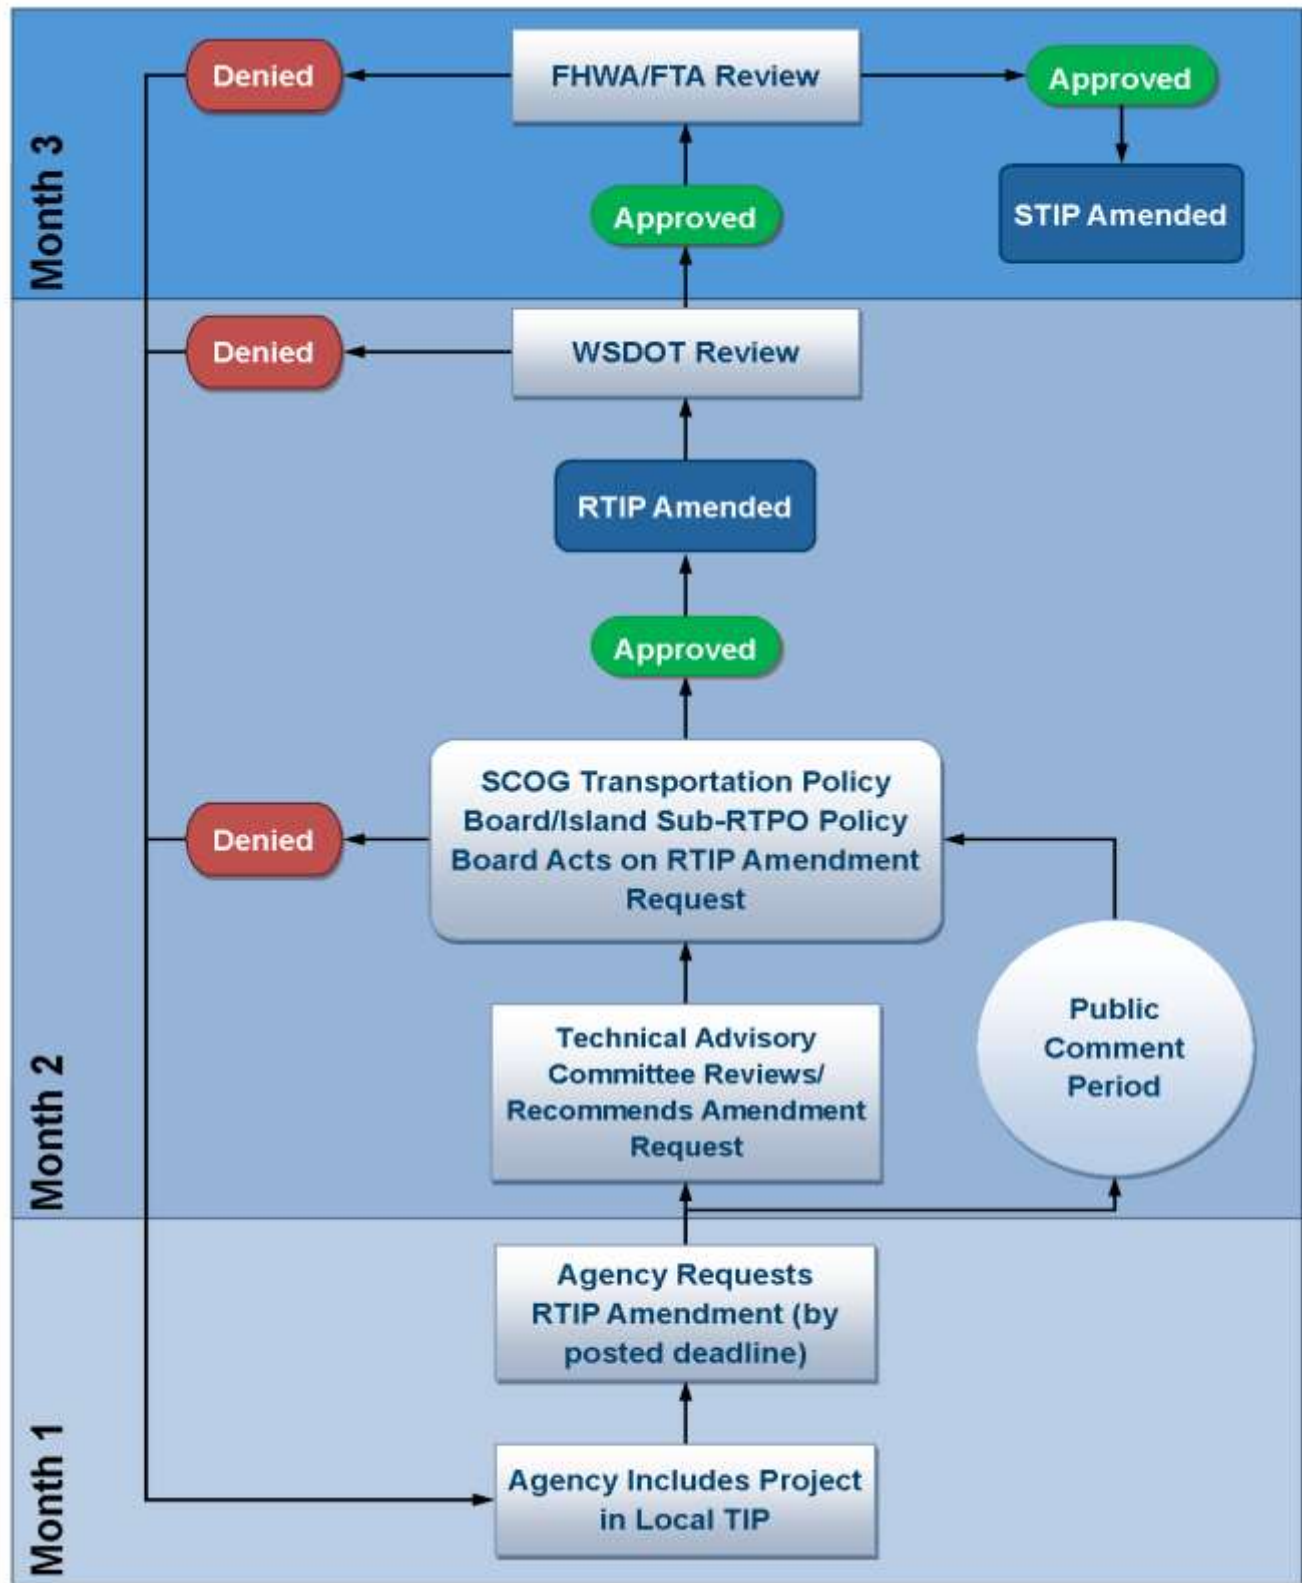 Month 3
Denied
FHWA/FTA Review
Approved
Approved
STIP Amended
Month 2
Denied
WSDOT Review
RTIP Amended
Approved
Denied
SCOG Transportation Policy
Board/Island Sub-RTPO Policy
Board Acts on RTIP Amendment
Request
Technical Advisory
Committee Reviews/
Recommends Amendment
Request
Public
Comment
Period
Month 1
Agency Requests
RTIP Amendment (by
posted deadline)
Agency Includes Project
in Local TIP